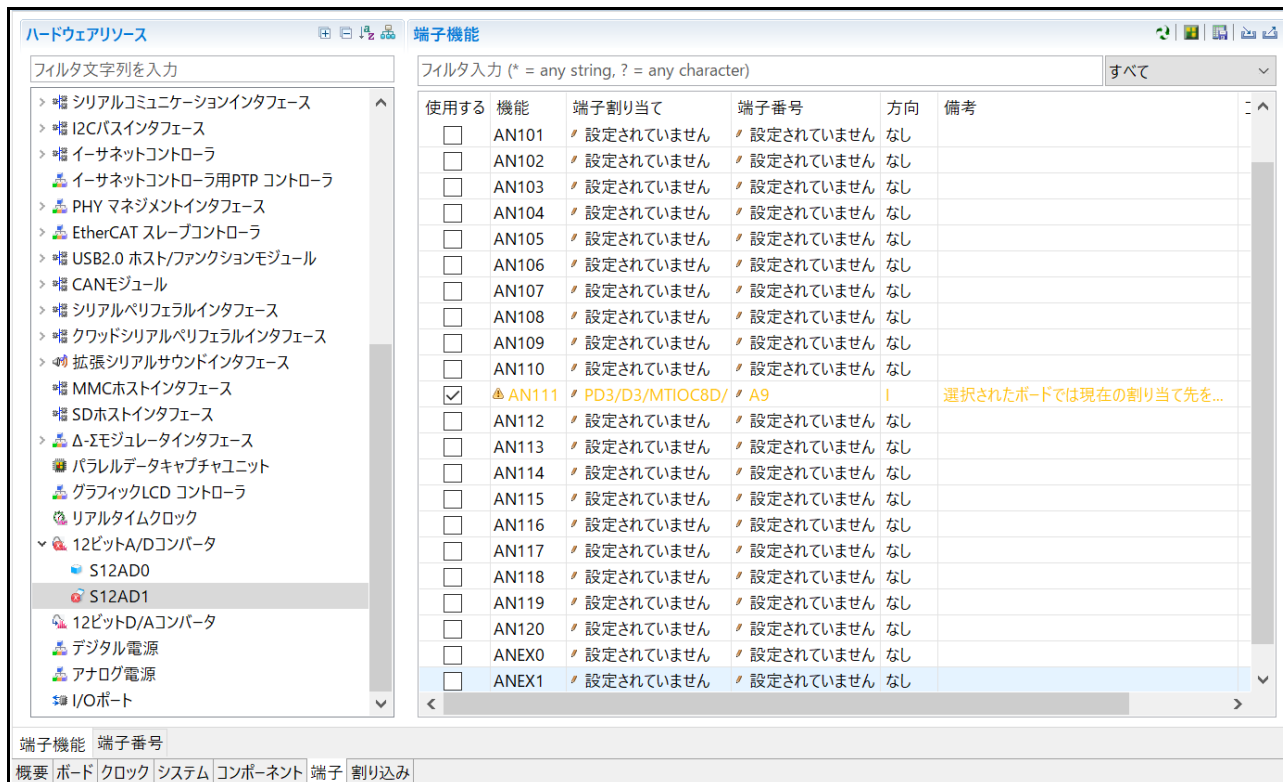 ハードウェアリソース
フィルタ文字列を入力
シリアルコミュニケーションインタフェース
I2Cバスインタフェース
イーサネットコントローラ
イーサネットコントローラ用PTP コントローラ
PHY マネジメントインタフェース
EtherCAT スレーブコントローラ
USB2.0 ホスト/ファンクションモジュール
CANモジュール
シリアルペリフェラルインタフェース
クワッドシリアルペリフェラルインタフェース
拡張シリアルサウンドインタフェース
MMCホストインタフェース
SDホストインタフェース
Δ-Σモジュレータインタフェース
パラレルデータキャプチャユニット
グラフィックLCD コントローラ
リアルタイムクロック
12ビットA/Dコンバータ
S12AD0
S12AD1
12ビットD/Aコンバータ
デジタル電源
アナログ電源
I/Oポート
端子機能
フィルタ入力 (* = any string, ? = any character)
すべて
使用する 機能 端子割り当て 端子番号 方向 備考
AN101 設定されていません 設定されていません なし
AN102 設定されていません 設定されていません なし
AN103 設定されていません 設定されていません なし
AN104 設定されていません 設定されていません なし
AN105 設定されていません 設定されていません なし
AN106 設定されていません 設定されていません なし
AN107 設定されていません 設定されていません なし
AN108 設定されていません 設定されていません なし
AN109 設定されていません 設定されていません なし
AN110 設定されていません 設定されていません なし
AN111 PD3/D3/MTIOC8D/ A9 I 選択されたボードでは現在の割り当て先を...
AN112 設定されていません 設定されていません なし
AN113 設定されていません 設定されていません なし
AN114 設定されていません 設定されていません なし
AN115 設定されていません 設定されていません なし
AN116 設定されていません 設定されていません なし
AN117 設定されていません 設定されていません なし
AN118 設定されていません 設定されていません なし
AN119 設定されていません 設定されていません なし
AN120 設定されていません 設定されていません なし
ANEX0 設定されていません 設定されていません なし
ANEX1 設定されていません 設定されていません なし
端子機能 端子番号
概要 ボード クロック システム コンポーネント 端子 割り込み